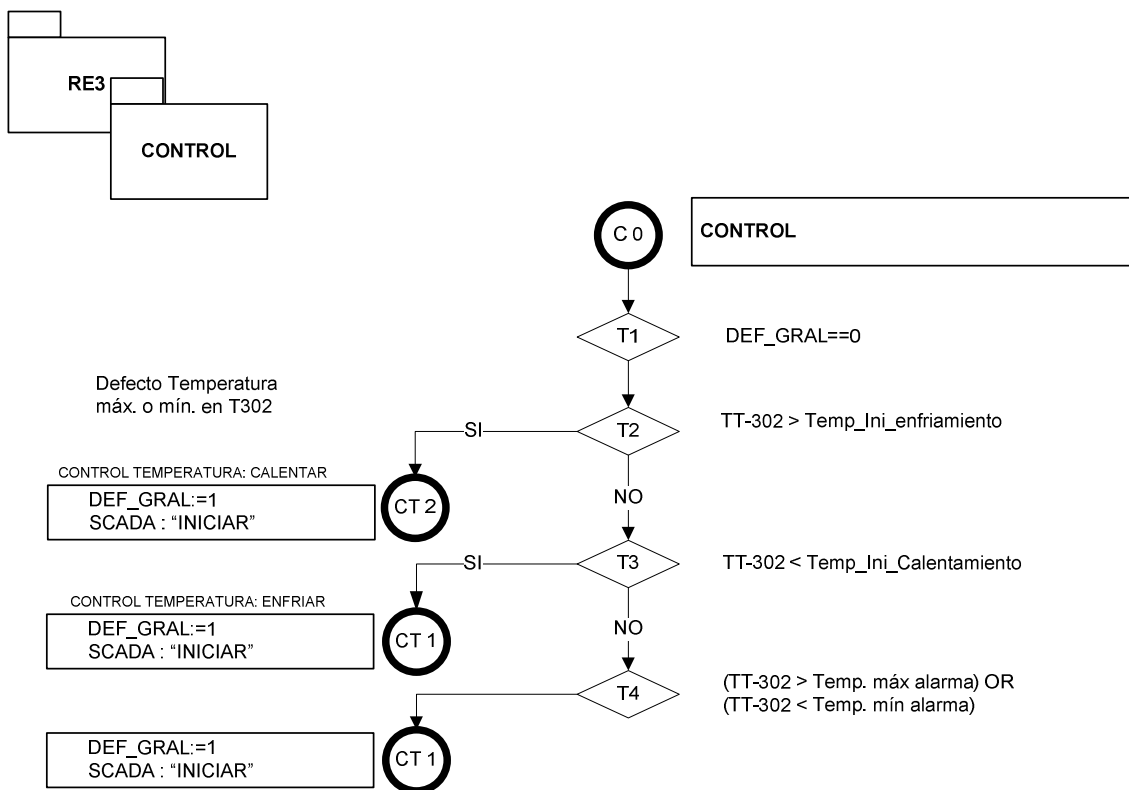 RE3
CONTROL
C 0
CONTROL
T1
DEF_GRAL==0
Defecto Temperatura
máx. o mín. en T302
SI
T2
TT-302 > Temp_Ini_enfriamiento
CONTROL TEMPERATURA: CALENTAR
DEF_GRAL:=1
SCADA : “INICIAR”
CT 2
NO
SI
T3
TT-302 < Temp_Ini_Calentamiento
CONTROL TEMPERATURA: ENFRIAR
DEF_GRAL:=1
SCADA : “INICIAR”
CT 1
NO
T4
(TT-302 > Temp. máx alarma) OR
(TT-302 < Temp. mín alarma)
DEF_GRAL:=1
SCADA : “INICIAR”
CT 1